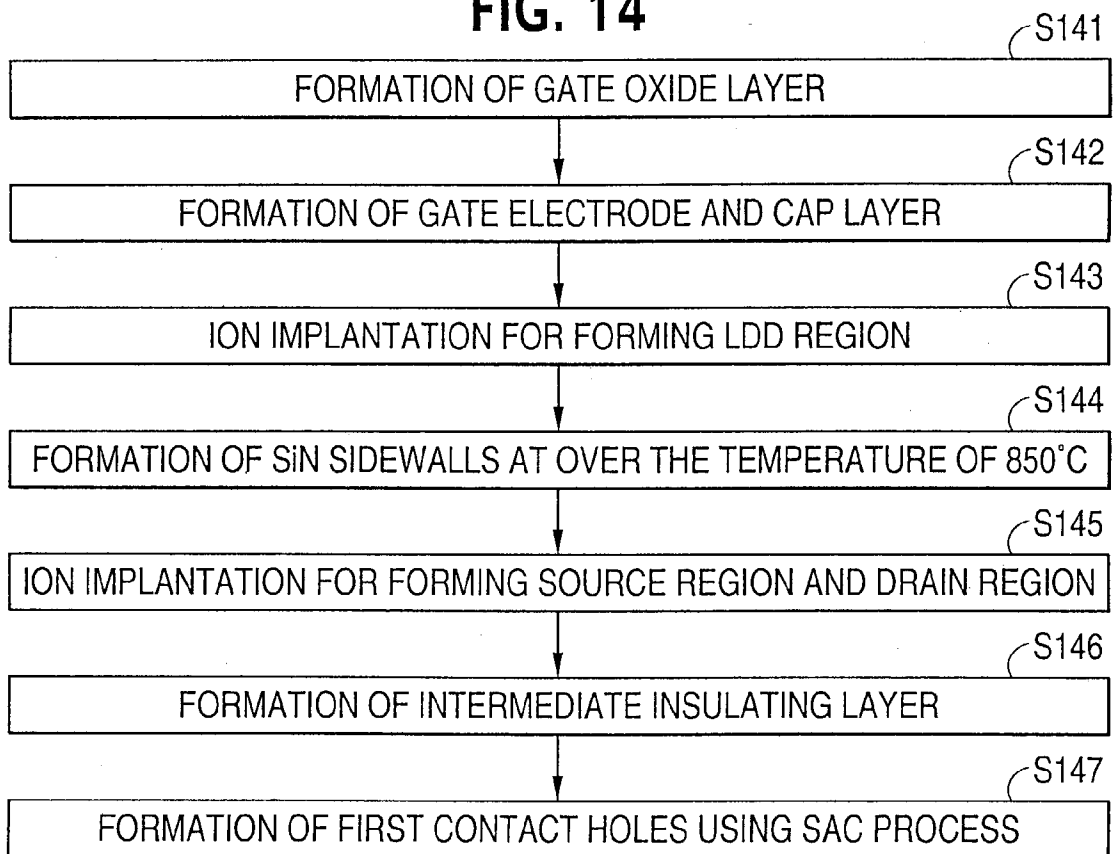 FIG. 14
S141
FORMATION OF GATE OXIDE LAYER
S142
FORMATION OF GATE ELECTRODE AND CAP LAYER
S143
ION IMPLANTATION FOR FORMING LDD REGION
S144
FORMATION OF SiN SIDEWALLS AT OVER THE TEMPERATURE OF 850°C
S145
ION IMPLANTATION FOR FORMING SOURCE REGION AND DRAIN REGION
S146
FORMATION OF INTERMEDIATE INSULATING LAYER
S147
FORMATION OF FIRST CONTACT HOLES USING SAC PROCESS